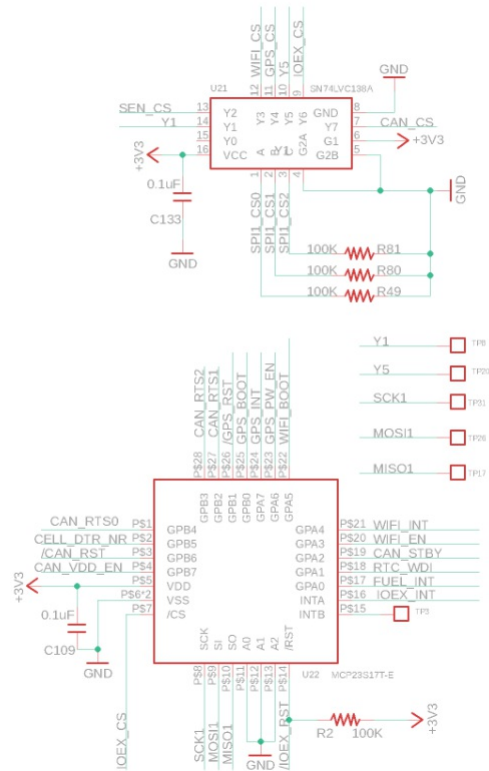 WIFI_CS
GPS_CS
Y5
IOEX_CS
12
11
10
9
U21
SN74LVC138A
GND
SEN_CS
13
Y2
Y3
Y4
Y5
Y6
GND
8
Y1
14
Y1
Y7
7
CAN_CS
15
Y0
G1
6
+3V3
+3V3
16
VCC
A
B
C
Y1
G2A
G2B
5
0.1uF
C133
GND
1
2
3
4
SPI1_CS0
SPI1_CS1
SPI1_CS2
GND
100K
R81
100K
R80
100K
R49
Y1
TP8
Y5
TP20
SCK1
TP31
MOSI1
TP26
MISO1
TP17
CAN_RTS2
CAN_RTS1
/GPS_RST
GPS_BOOT
GPS_INT
GPS_PW_EN
WIFI_BOOT
P$28
P$27
P$26
P$25
P$24
P$23
P$22
GPB3
GPB2
GPB1
GPB0
GPA7
GPA6
GPA5
CAN_RTS0
P$1
GPB4
GPA4
P$21
WIFI_INT
CELL_DTR_NR
P$2
GPB5
GPA3
P$20
WIFI_EN
/CAN_RST
P$3
GPB6
GPA2
P$19
CAN_STBY
CAN_VDD_EN
P$4
GPB7
GPA1
P$18
RTC_WDI
+3V3
P$5
VDD
GPA0
P$17
FUEL_INT
P$6*2
VSS
INTA
P$16
IOEX_INT
P$7
/CS
INTB
P$15
TP3
0.1uF
C109
GND
SCK
SI
SO
A0
A1
A2
/RST
U22
MCP23S17T-E
P$8
P$9
P$10
P$11
P$12
P$13
P$14
IOEX_CS
SCK1
MOSI1
MISO1
GND
/IOEX_RST
R2
100K
+3V3